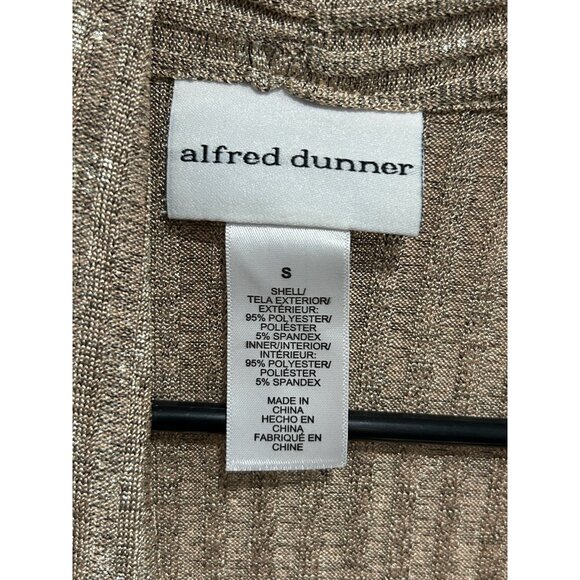 alfred dunner
S
SHELL/
TELA EXTERIOR/
EXTÉRIEUR:
95% POLYESTER/
POLIÉSTER
5% SPANDEX
INNER/INTERIOR/
INTÉRIEUR:
95% POLYESTER/
POLIÉSTER
5% SPANDEX
MADE IN
CHINA
HECHO EN
CHINA
FABRIQUÉ EN
CHINE